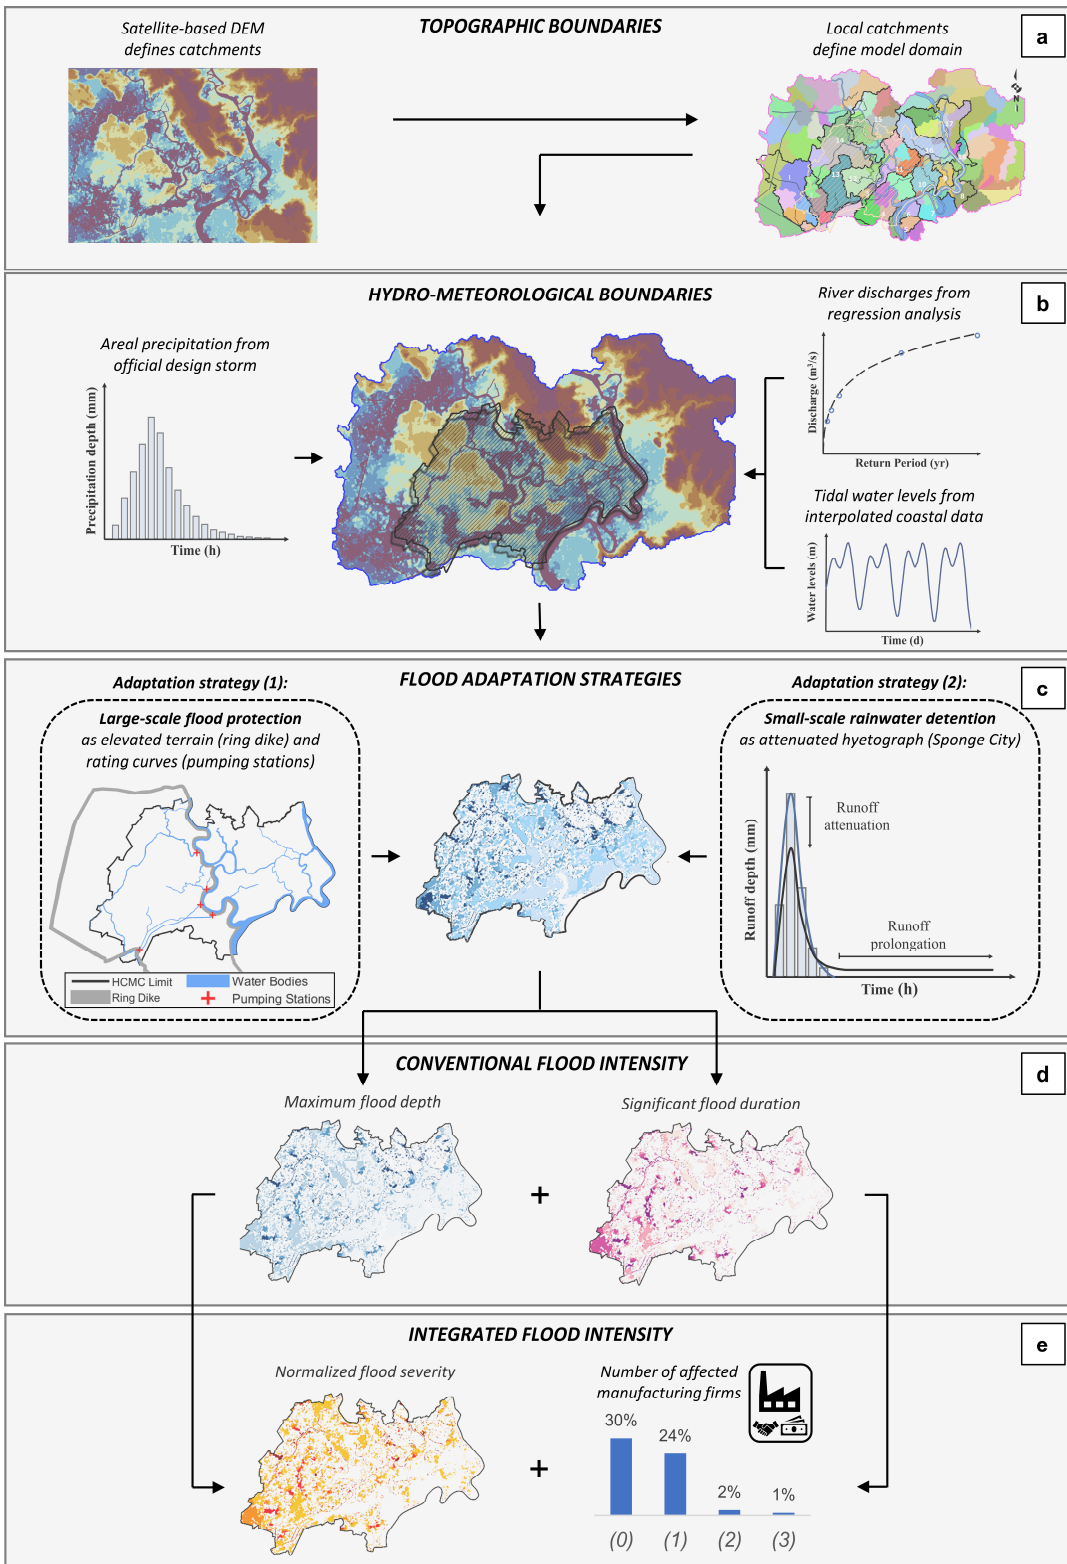 TOPOGRAPHIC BOUNDARIES
a
Satellite-based DEM
defines catchments
Local catchments
define model domain
N
HYDRO-METEOROLOGICAL BOUNDARIES
b
Areal precipitation from
official design storm
Precipitation depth (mm)
Time (h)
River discharges from
regression analysis
Discharge (m³/s)
Return Period (yr)
Tidal water levels from
interpolated coastal data
Water levels (m)
Time (d)
FLOOD ADAPTATION STRATEGIES
c
Adaptation strategy (1):
Large-scale flood protection
as elevated terrain (ring dike) and
rating curves (pumping stations)
HCMC Limit
Water Bodies
Ring Dike
Pumping Stations
Adaptation strategy (2):
Small-scale rainwater detention
as attenuated hyetograph (Sponge City)
Runoff depth (mm)
Runoff
attenuation
Runoff
prolongation
Time (h)
CONVENTIONAL FLOOD INTENSITY
d
Maximum flood depth
Significant flood duration
+
INTEGRATED FLOOD INTENSITY
e
Normalized flood severity
+
Number of affected
manufacturing firms
30%
24%
2%
1%
(0)
(1)
(2)
(3)